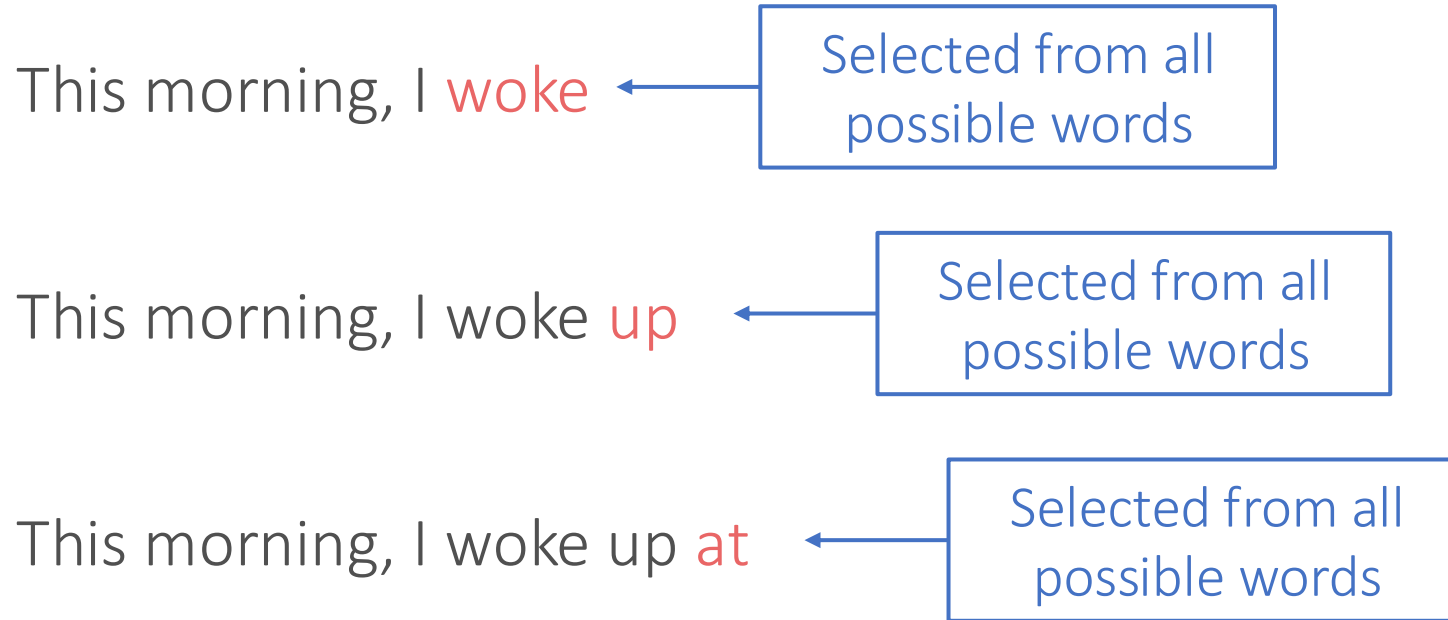 This morning, I woke
Selected from all
possible words
This morning, I woke up
Selected from all
possible words
This morning, I woke up at
Selected from all
possible words